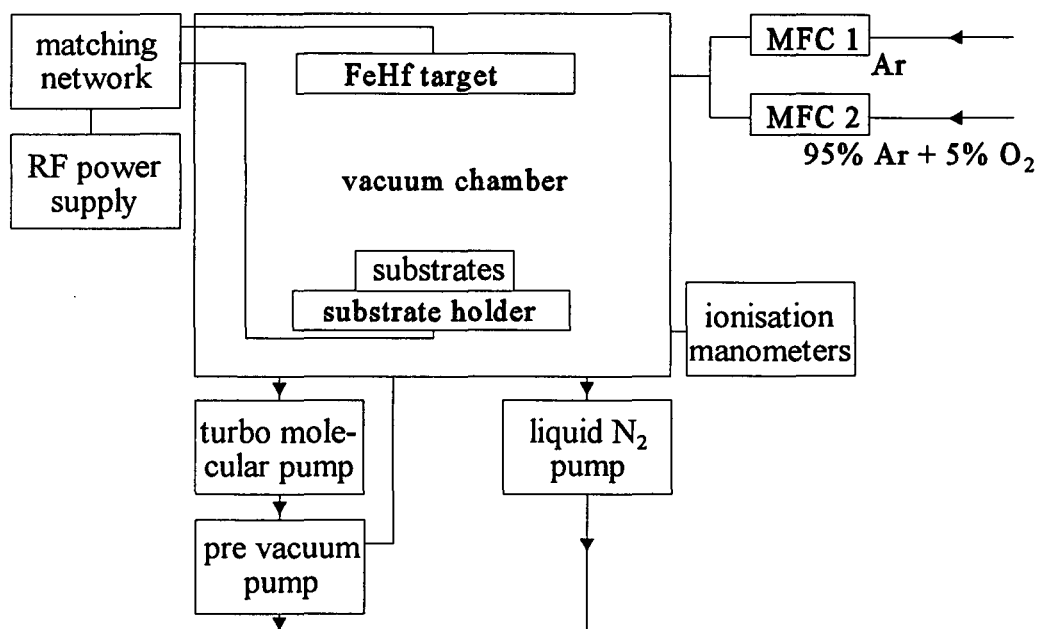 matching
network
RF power
supply
FeHf target
vacuum chamber
substrates
substrate holder
MFC 1
Ar
MFC 2
95% Ar + 5% O₂
ionisation
manometers
turbo mole-
cular pump
pre vacuum
pump
liquid N₂
pump